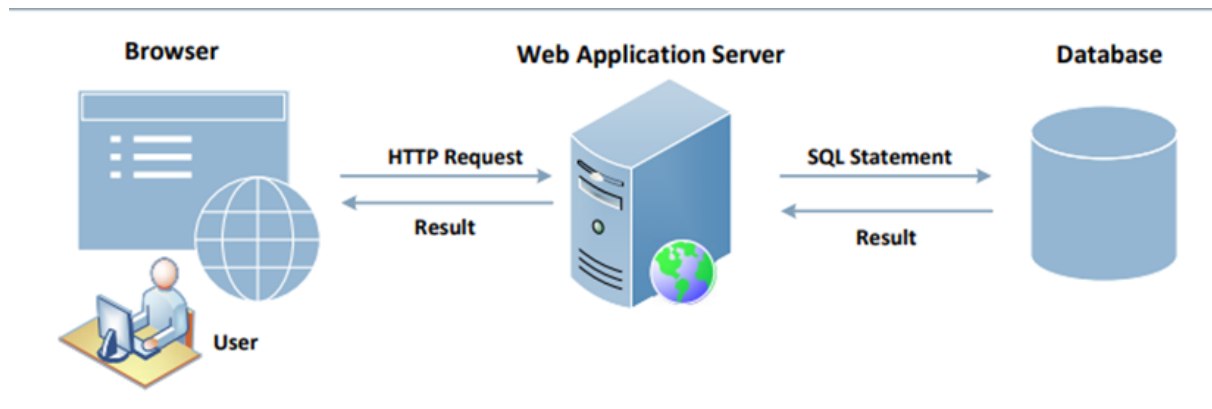 Browser
Web Application Server
Database
HTTP Request
Result
SQL Statement
Result
User